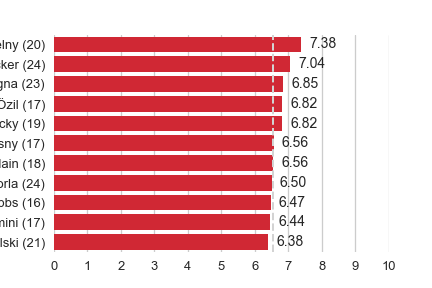 elny (20) 7.38
cker (24) 7.04
gna (23) 6.85
Özil (17) 6.82
cky (19) 6.82
sny (17) 6.56
lain (18) 6.56
orla (24) 6.50
bbs (16) 6.47
mini (17) 6.44
lski (21) 6.38
0 1 2 3 4 5 6 7 8 9 10